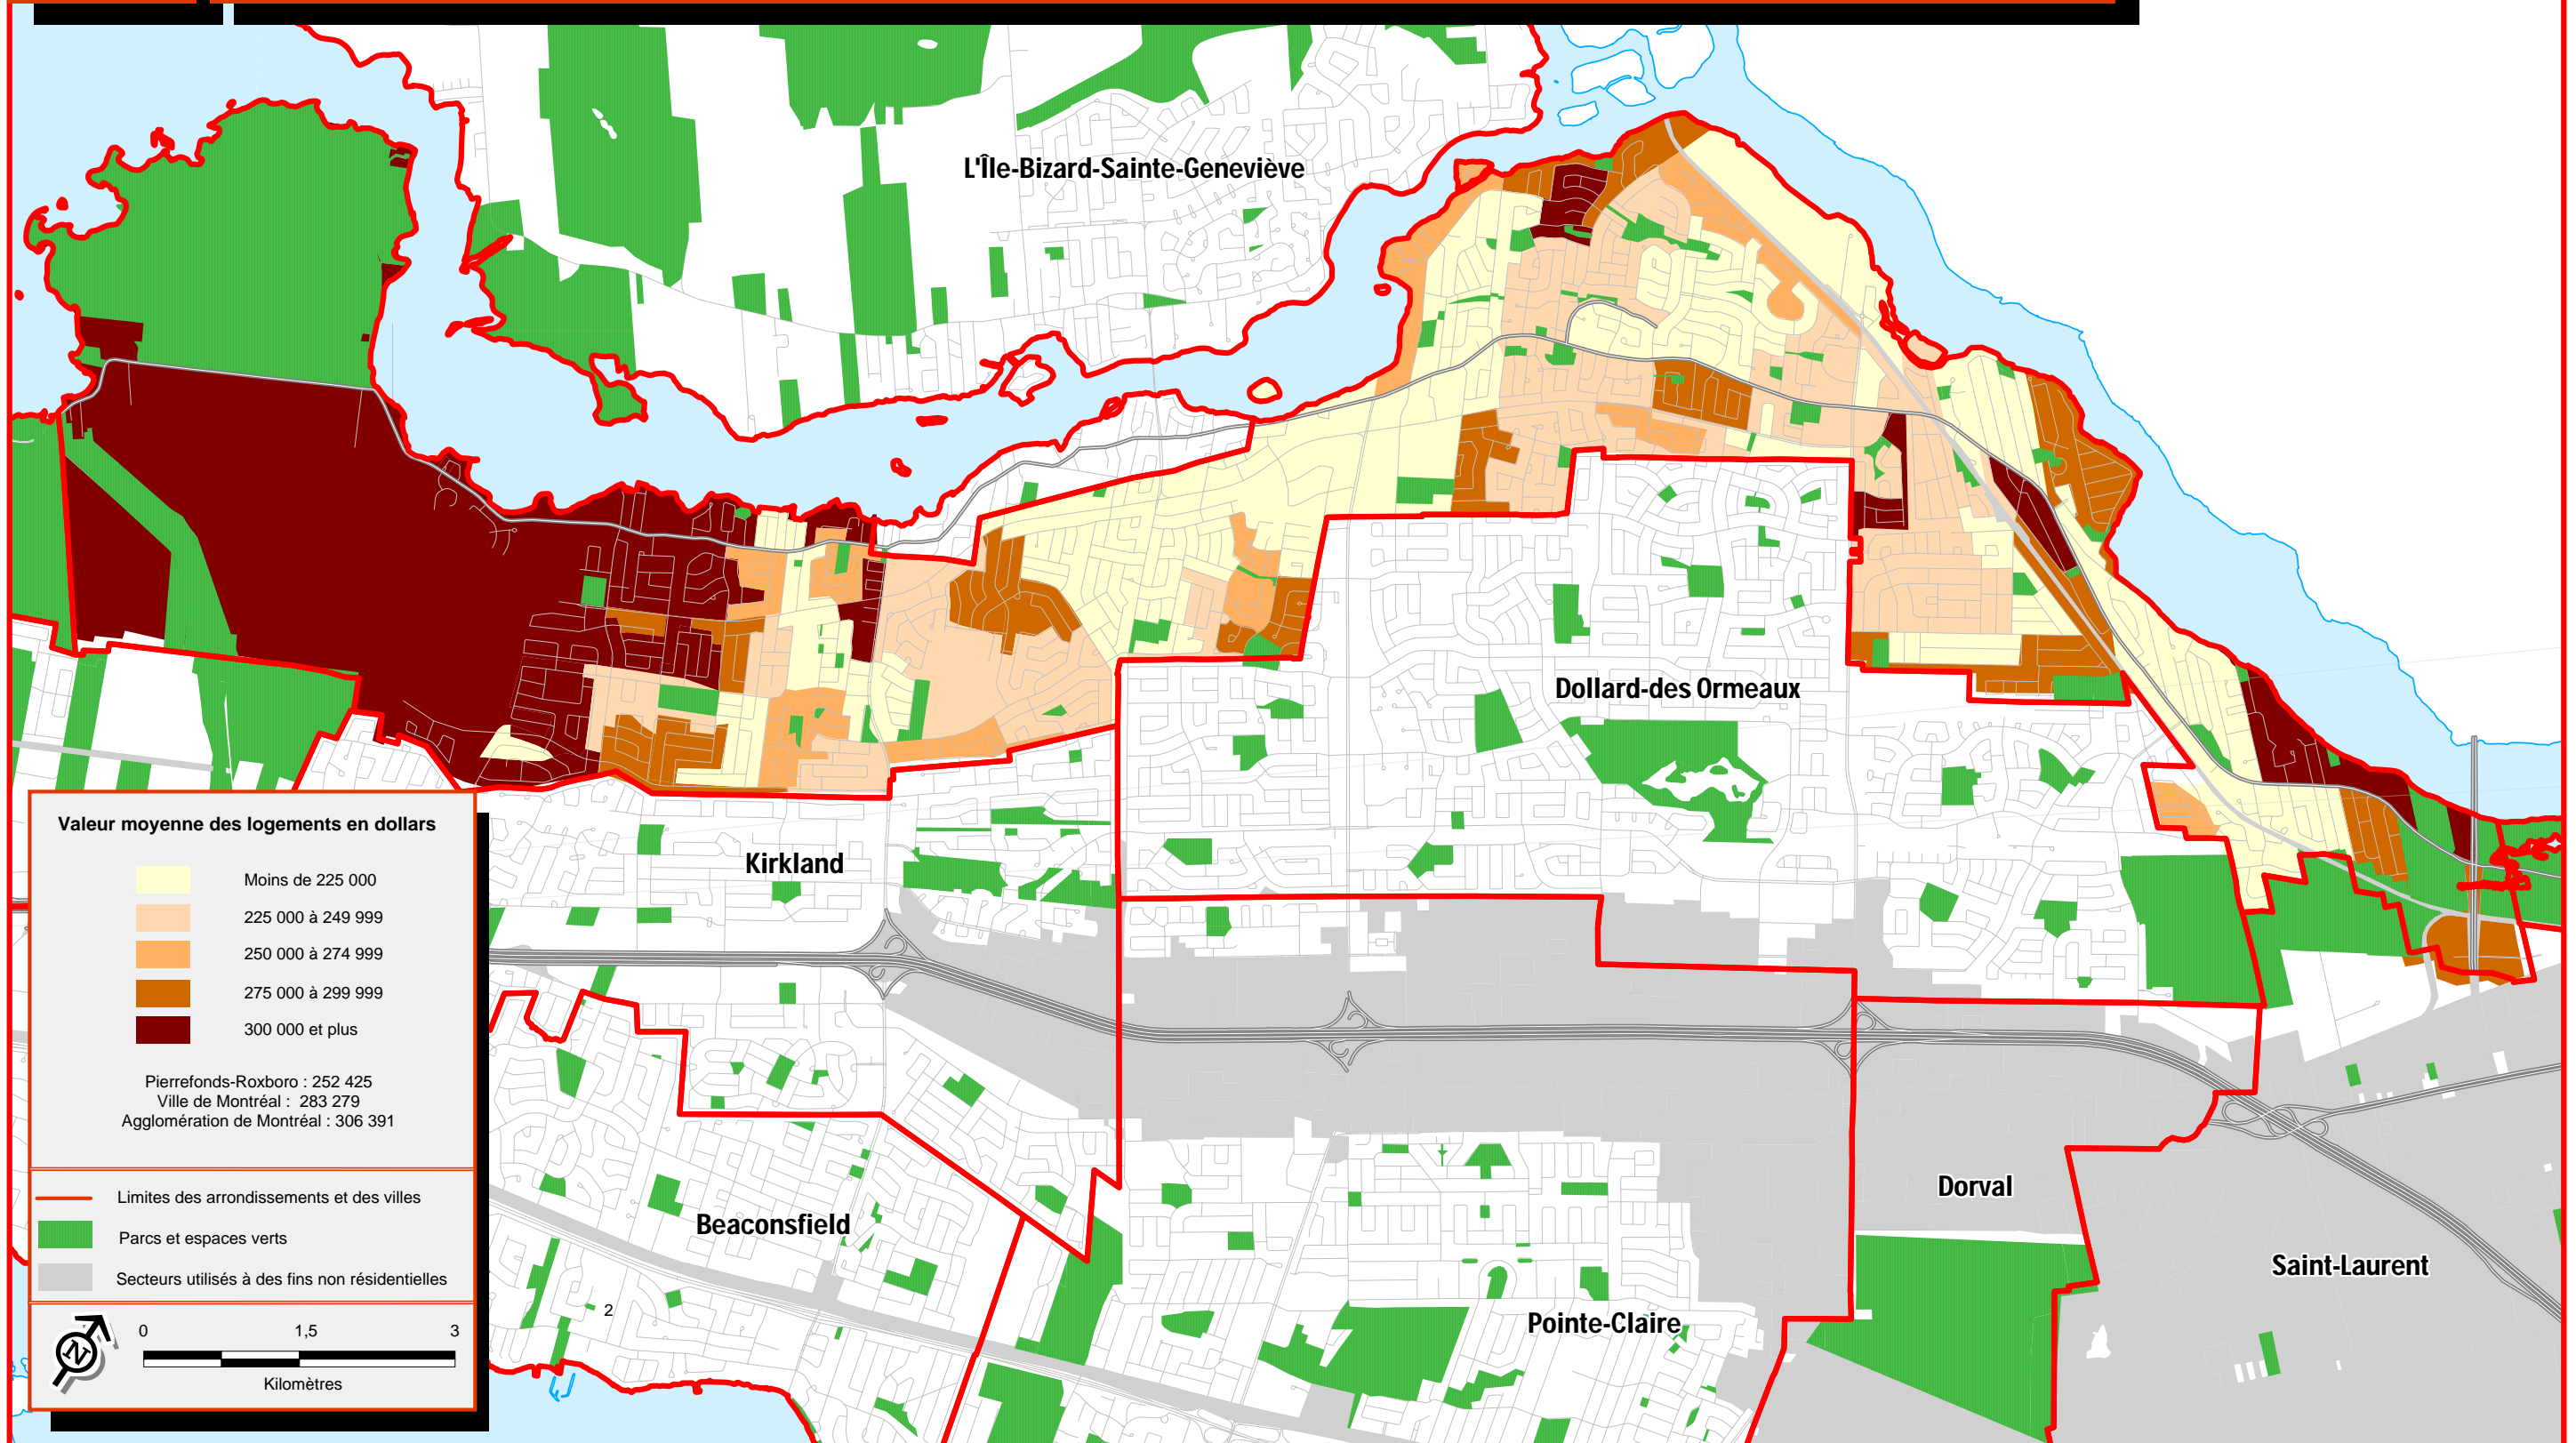 L'Île-Bizard-Sainte-Geneviève
Dollard-des Ormeaux
Kirkland
Beaconsfield
Pointe-Claire
Dorval
Saint-Laurent
2
Valeur moyenne des logements en dollars
Moins de 225 000
225 000 à 249 999
250 000 à 274 999
275 000 à 299 999
300 000 et plus
Pierrefonds-Roxboro : 252 425
Ville de Montréal : 283 279
Agglomération de Montréal : 306 391
Limites des arrondissements et des villes
Parcs et espaces verts
Secteurs utilisés à des fins non résidentielles
N
0 1,5 3
Kilomètres